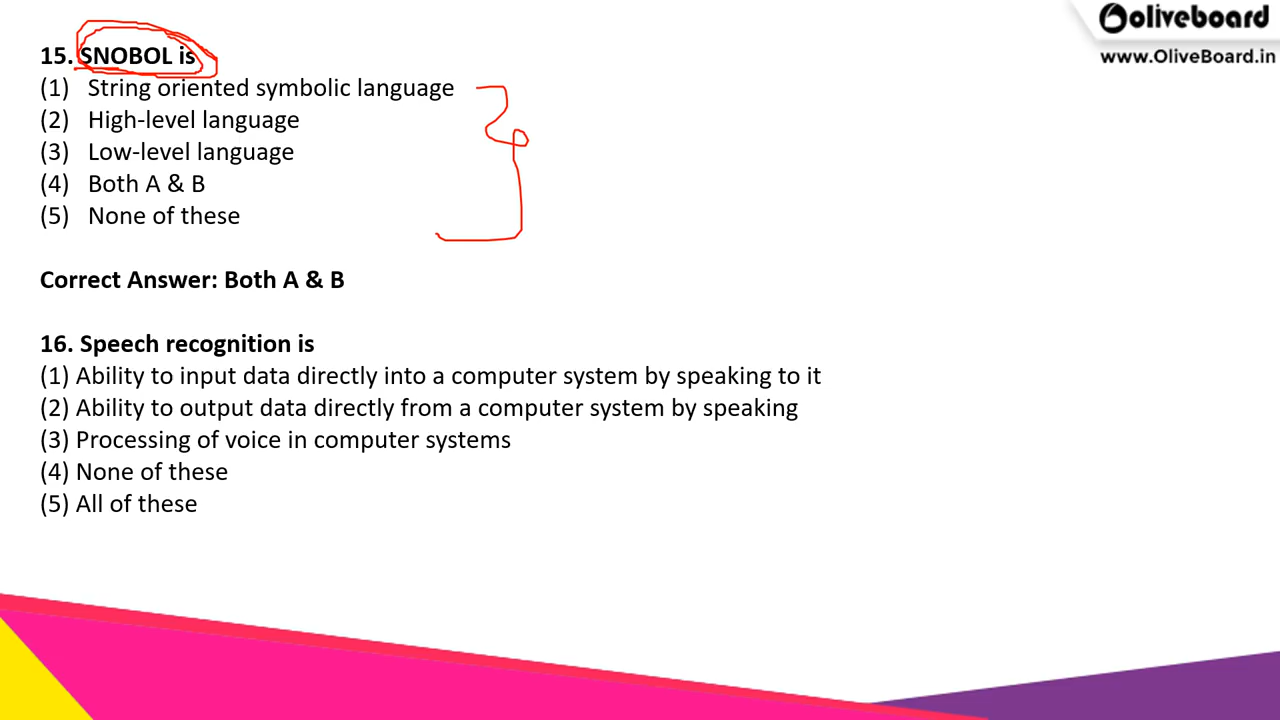 oliveboard
www.OliveBoard.in
15. SNOBOL is
(1) String oriented symbolic language
(2) High-level language
(3) Low-level language
(4) Both A & B
(5) None of these
Correct Answer: Both A & B
16. Speech recognition is
(1) Ability to input data directly into a computer system by speaking to it
(2) Ability to output data directly from a computer system by speaking
(3) Processing of voice in computer systems
(4) None of these
(5) All of these